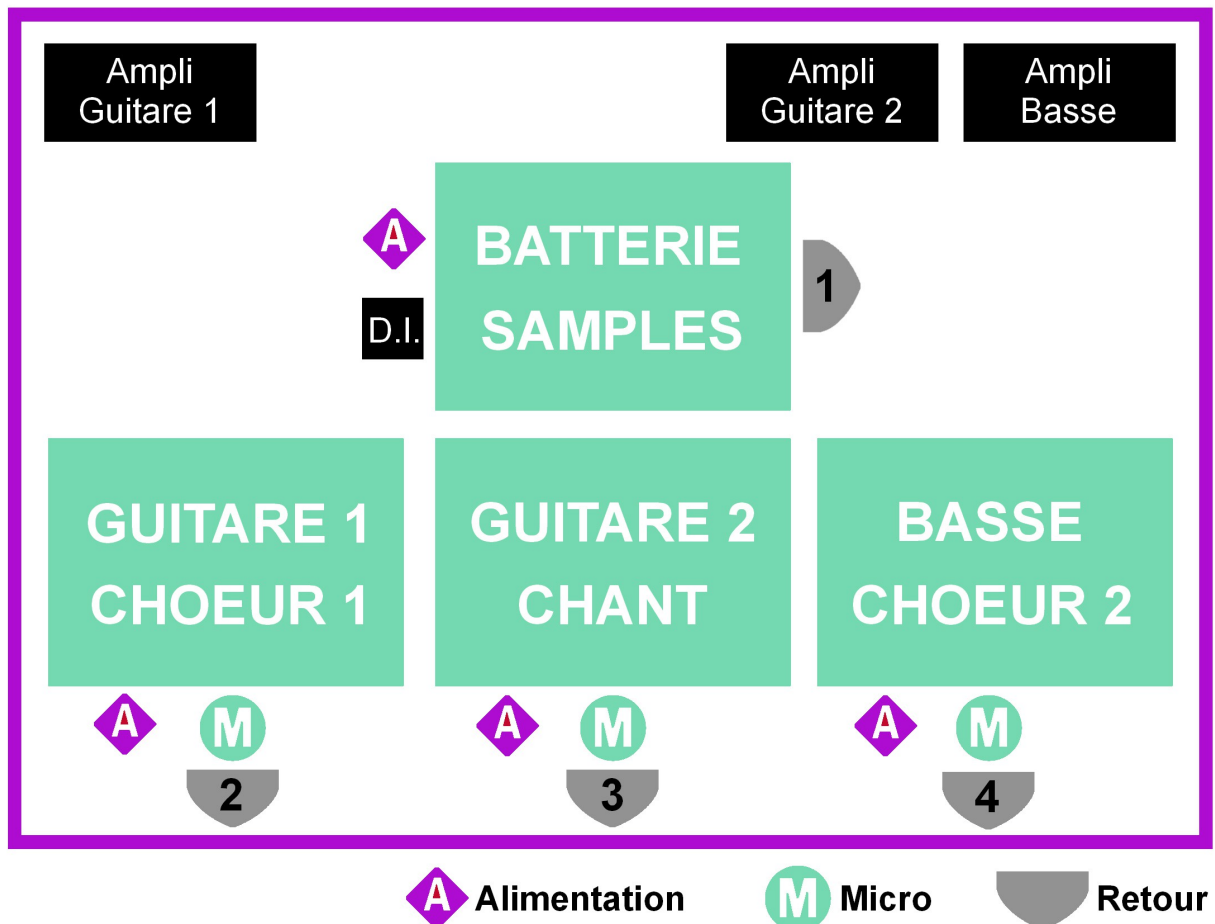 Ampli
Guitare 1
Ampli
Guitare 2
Ampli
Basse
A
D.I.
BATTERIE
SAMPLES
1
GUITARE 1
CHOEUR 1
GUITARE 2
CHANT
BASSE
CHOEUR 2
A M
2
A M
3
A M
4
A Alimentation
M Micro
Retour